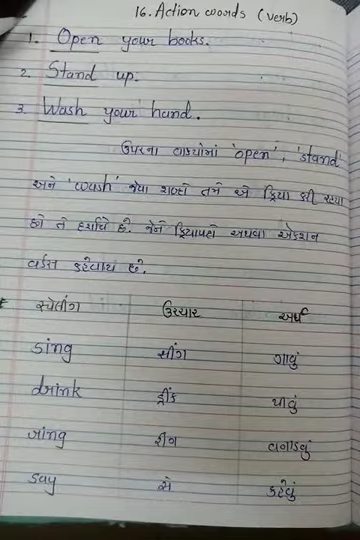 16. Action words (verb)
1. Open your books.
2. Stand up.
3. Wash your hand.
ઉપરના વાક્યોમાં 'open', 'stand'
અને 'wash' જેવા શબ્દો તમે એ ક્રિયા કરી રહ્યા
છો તે દર્શાવે છે. જેને ક્રિયાપદો અથવા એક્શન
વર્ડસ કહેવાય છે.
સ્પેલીંગ ઉચ્ચાર અર્થ
sing સીંગ ગાવું
drink ડ્રીંક પીવું
ring રીંગ વગાડવું
say સે કહેવું